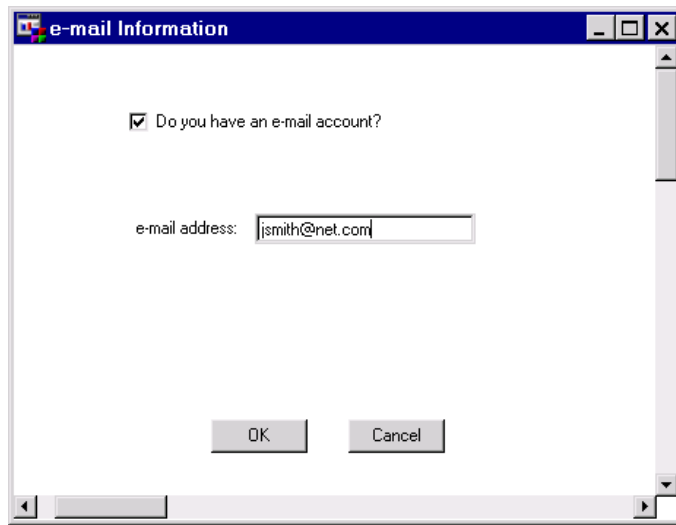 e-mail Information
Do you have an e-mail account?
e-mail address: jsmith@net.com
OK Cancel